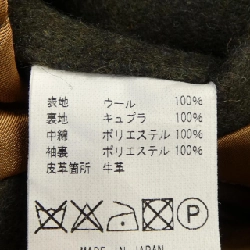 表地 ウール 100%
裏地 キュプラ 100%
中綿 ポリエステル 100%
袖裏 ポリエステル 100%
皮革箇所 牛革
P
MADE IN JAPAN